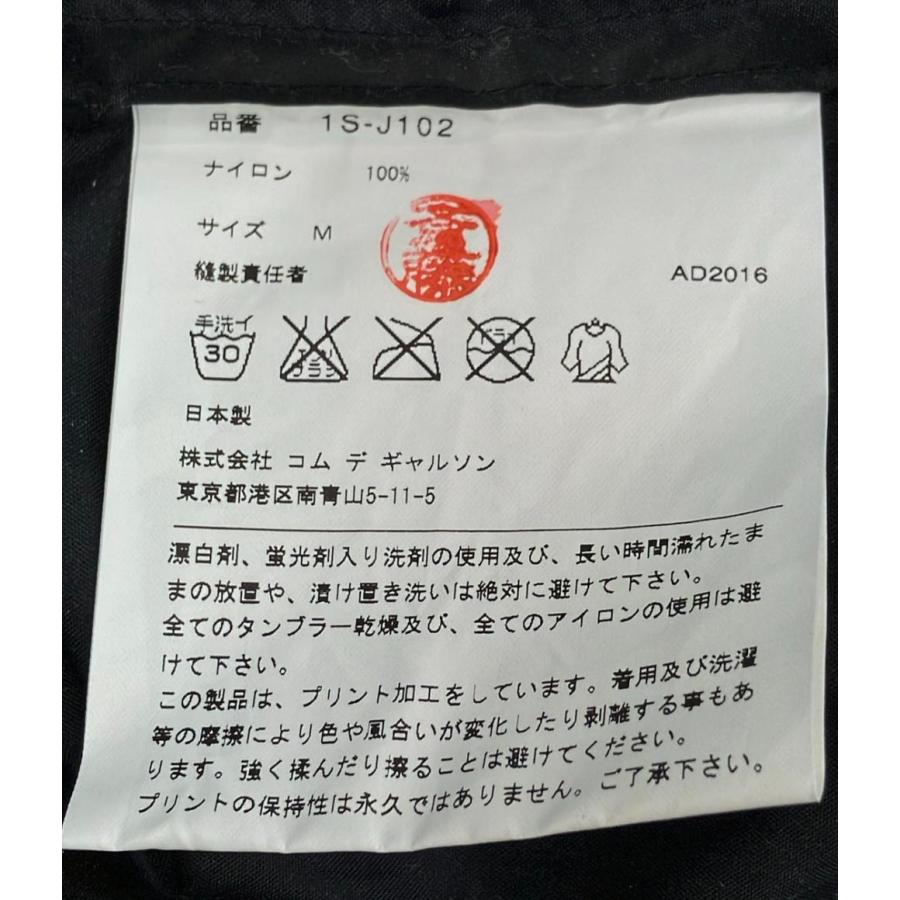 品番 1S-J102
ナイロン 100%
サイズ M
縫製責任者 AD2016
手洗イ
30
エンソ
サラシ
ドライ
日本製
株式会社 コム デ ギャルソン
東京都港区南青山5-11-5
漂白剤、蛍光剤入り洗剤の使用及び、長い時間濡れたま
まの放置や、漬け置き洗いは絶対に避けて下さい。
全てのタンブラー乾燥及び、全てのアイロンの使用は避
けて下さい。
この製品は、プリント加工をしています。着用及び洗濯
等の摩擦により色や風合いが変化したり剥離する事もあ
ります。強く揉んだり擦ることは避けてください。
プリントの保持性は永久ではありません。ご了承下さい。